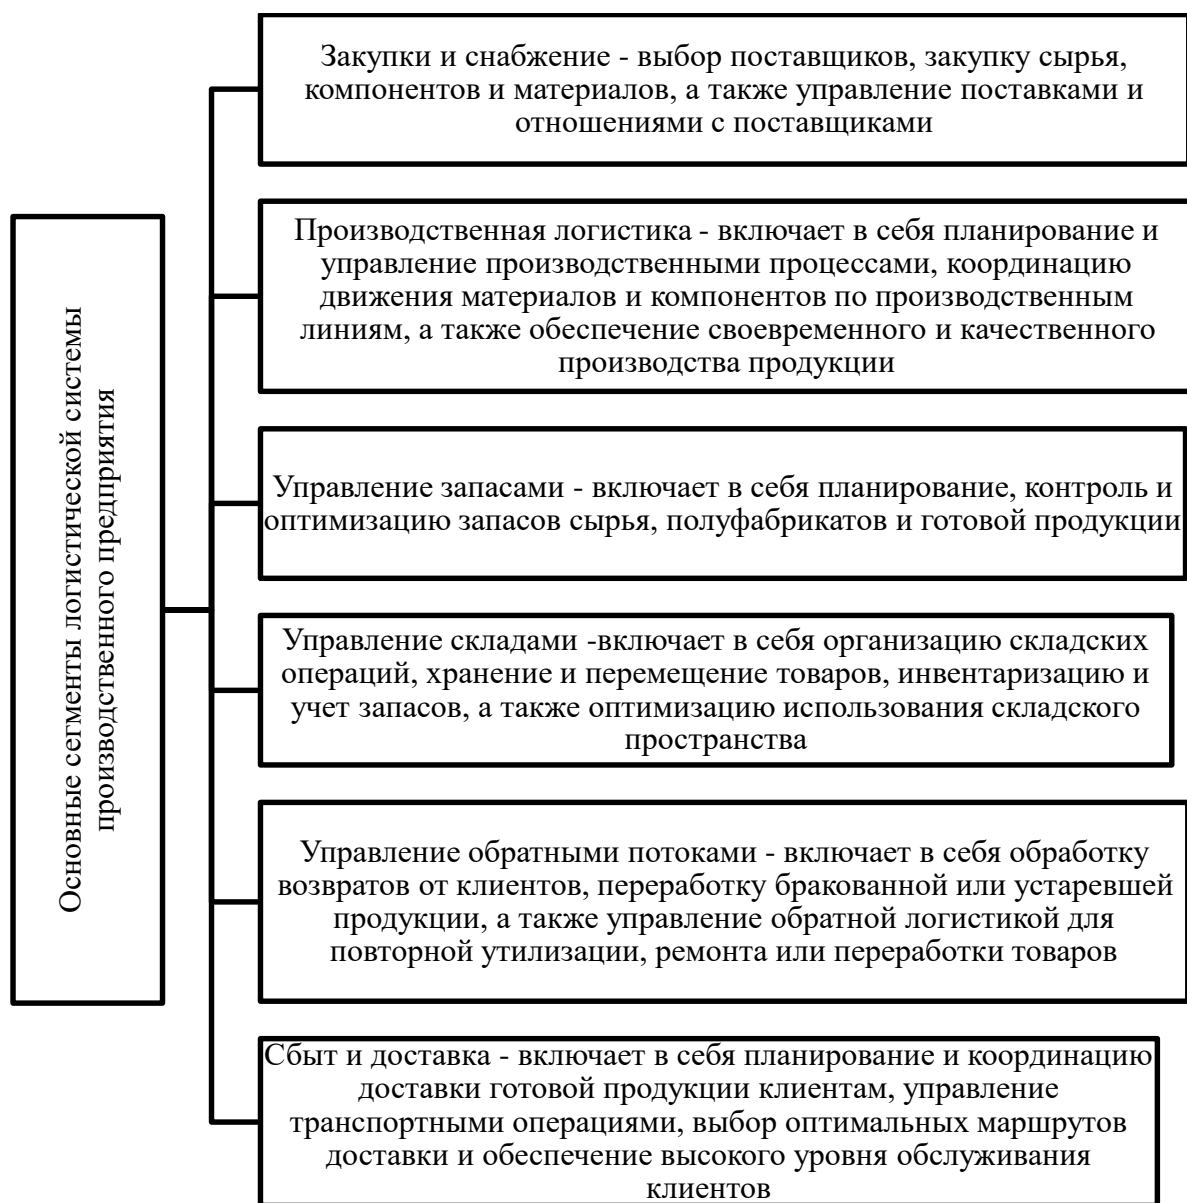 Основные сегменты логистической системы
производственного предприятия
Закупки и снабжение - выбор поставщиков, закупку сырья,
компонентов и материалов, а также управление поставками и
отношениями с поставщиками
Производственная логистика - включает в себя планирование и
управление производственными процессами, координацию
движения материалов и компонентов по производственным
линиям, а также обеспечение своевременного и качественного
производства продукции
Управление запасами - включает в себя планирование, контроль и
оптимизацию запасов сырья, полуфабрикатов и готовой продукции
Управление складами -включает в себя организацию складских
операций, хранение и перемещение товаров, инвентаризацию и
учет запасов, а также оптимизацию использования складского
пространства
Управление обратными потоками - включает в себя обработку
возвратов от клиентов, переработку бракованной или устаревшей
продукции, а также управление обратной логистикой для
повторной утилизации, ремонта или переработки товаров
Сбыт и доставка - включает в себя планирование и координацию
доставки готовой продукции клиентам, управление
транспортными операциями, выбор оптимальных маршрутов
доставки и обеспечение высокого уровня обслуживания
клиентов